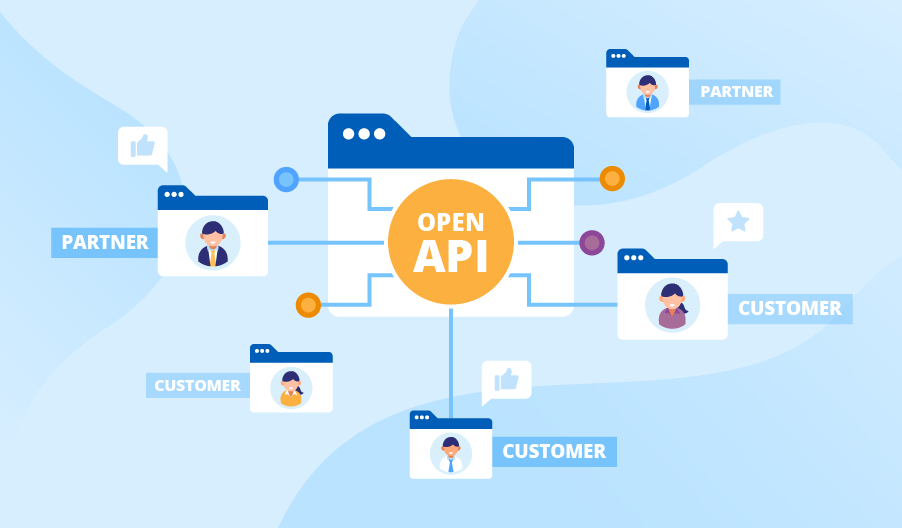 PARTNER
OPEN
API
PARTNER
CUSTOMER
CUSTOMER
CUSTOMER